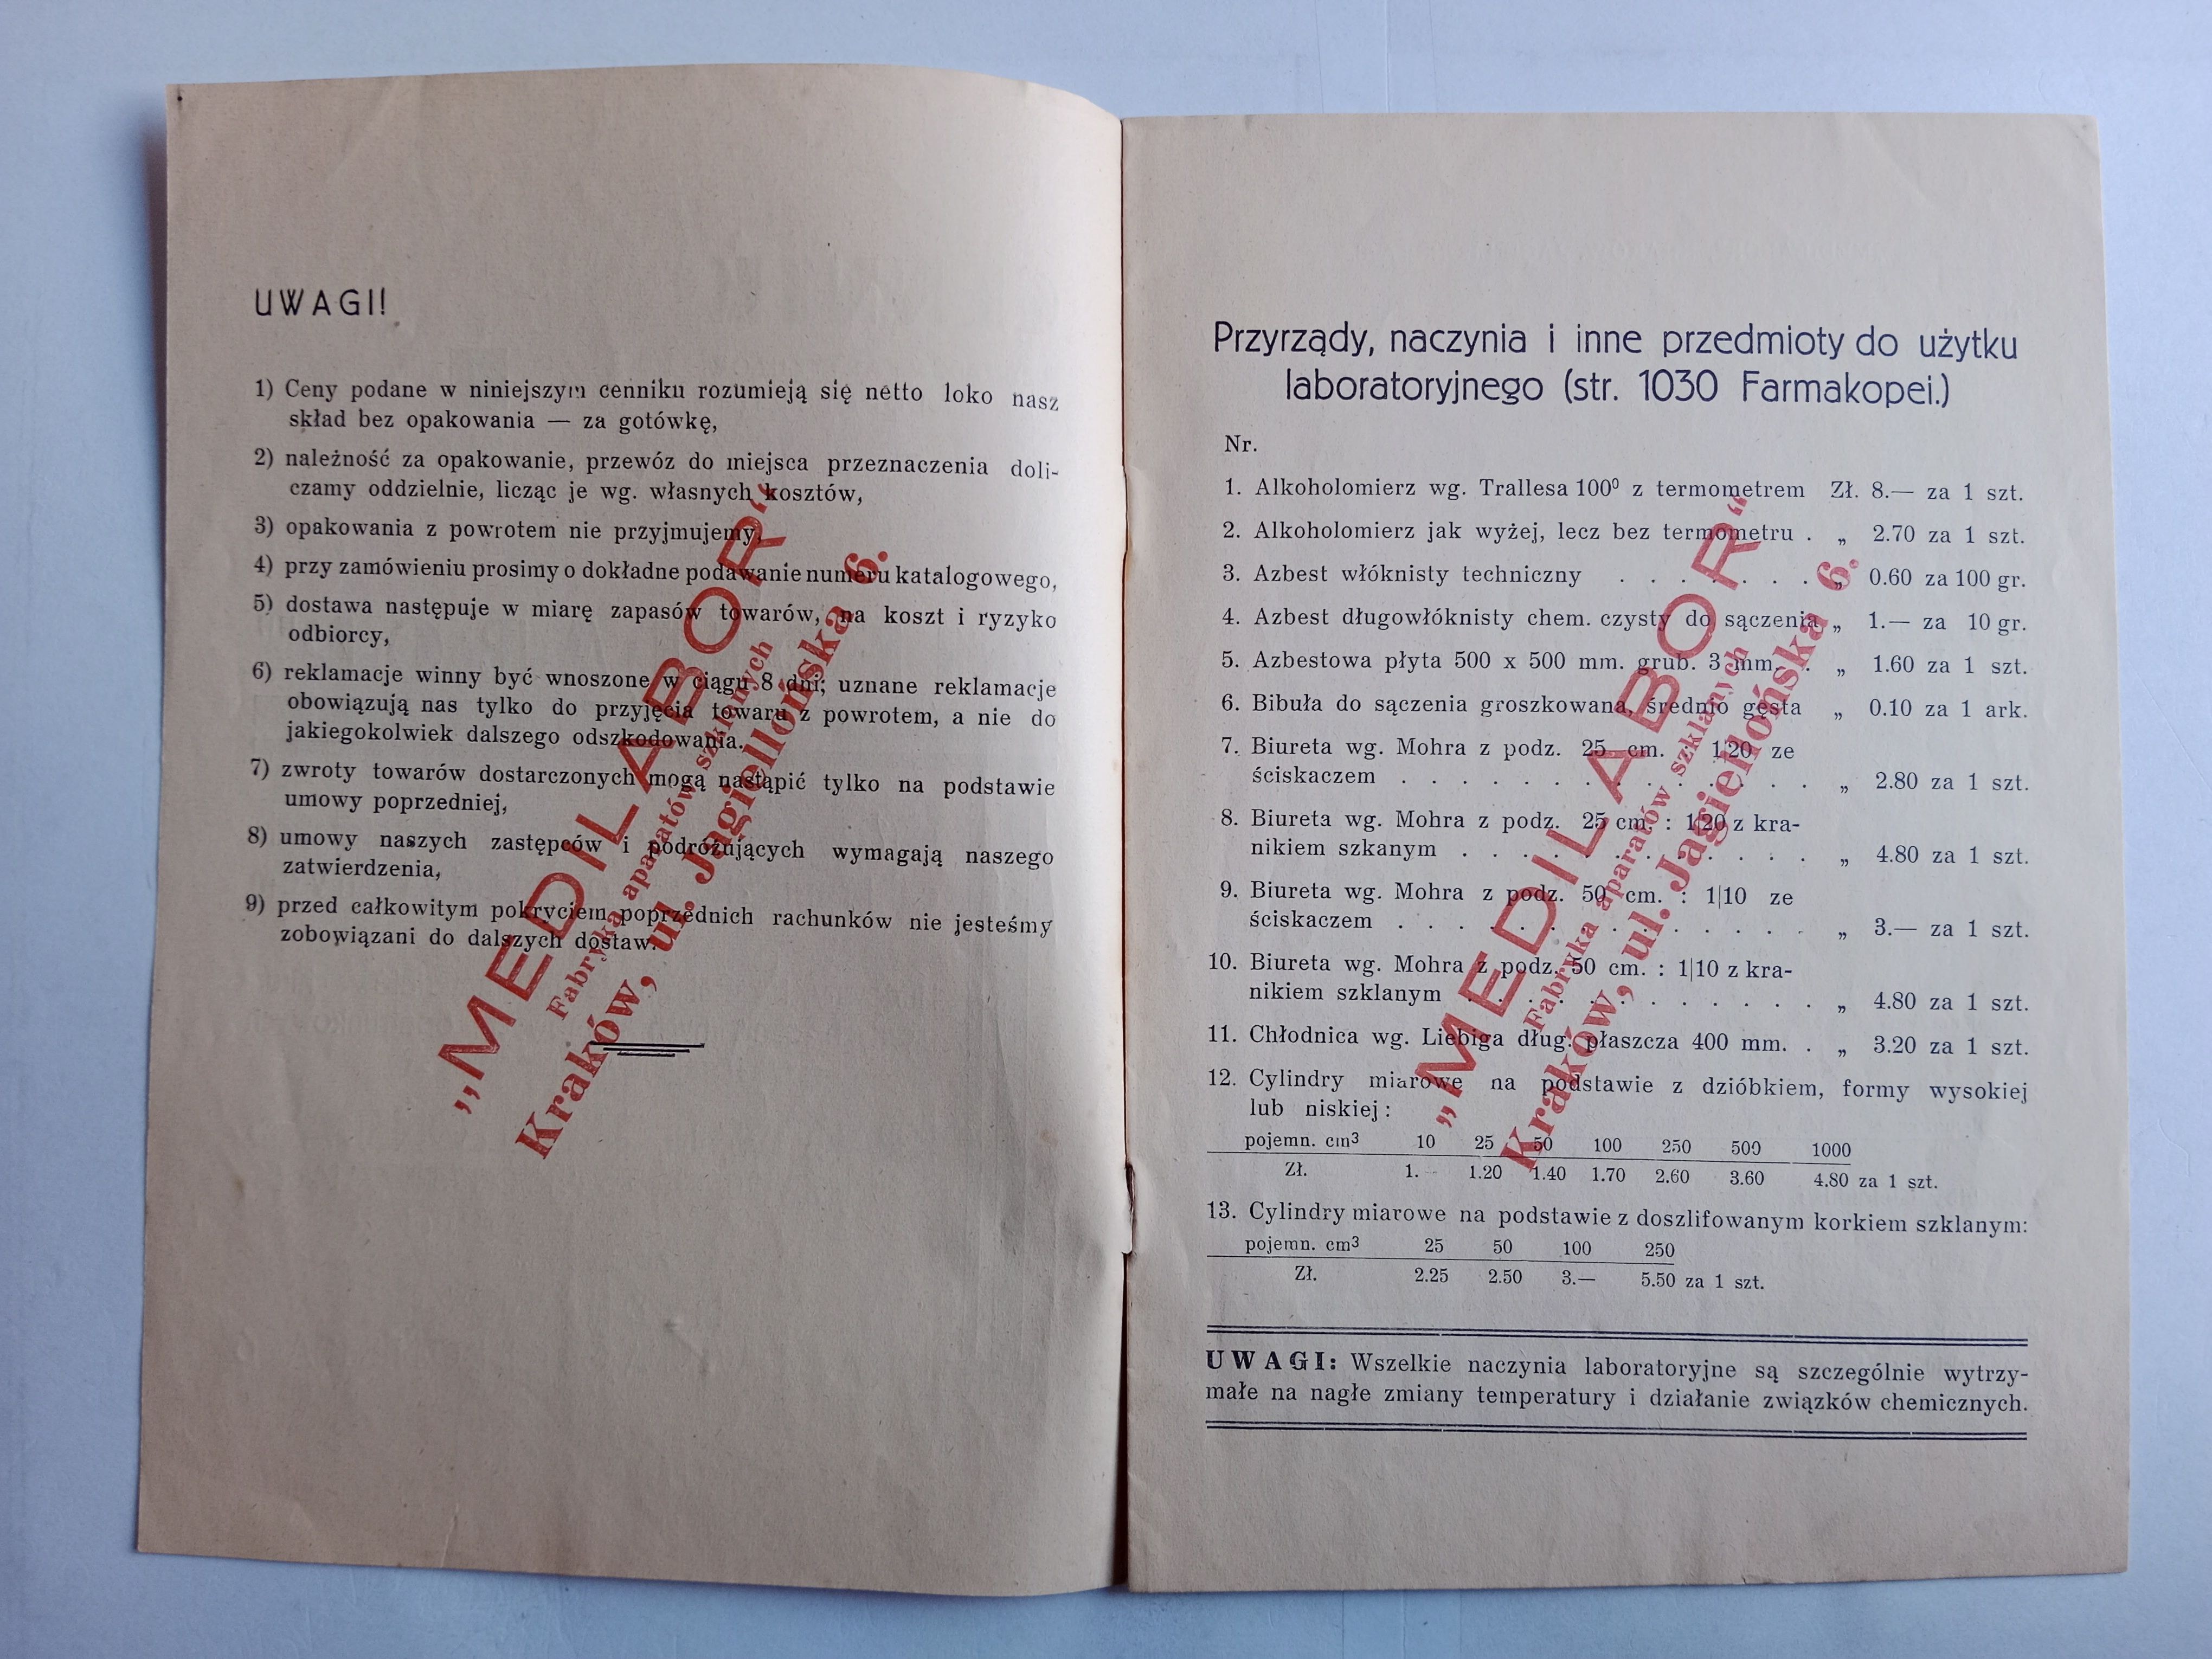 UWAGI!
1) Ceny podane w niniejszym cenniku rozumieją się netto loko nasz
skład bez opakowania — za gotówkę,
2) należność za opakowanie, przewóz do miejsca przeznaczenia doli-
czamy oddzielnie, licząc je wg. własnych kosztów,
3) opakowania z powrotem nie przyjmujemy,
4) przy zamówieniu prosimy o dokładne podawanie numeru katalogowego,
5) dostawa następuje w miarę zapasów towarów, na koszt i ryzyko
odbiorcy,
6) reklamacje winny być wnoszone w ciągu 8 dni; uznane reklamacje
obowiązują nas tylko do przyjęcia towaru z powrotem, a nie do
jakiegokolwiek dalszego odszkodowania.
7) zwroty towarów dostarczonych mogą nastąpić tylko na podstawie
umowy poprzedniej,
8) umowy naszych zastępców i podróżujących wymagają naszego
zatwierdzenia,
9) przed całkowitym pokryciem poprzednich rachunków nie jesteśmy
zobowiązani do dalszych dostaw.
„MEDILABOR“
Fabryka aparatów szklannych
Kraków, ul. Jagiellońska 6.
Przyrządy, naczynia i inne przedmioty do użytku
laboratoryjnego (str. 1030 Farmakopei.)
Nr.
1. Alkoholomierz wg. Trallesa 100⁰ z termometrem Zł. 8.— za 1 szt.
2. Alkoholomierz jak wyżej, lecz bez termometru . „ 2.70 za 1 szt.
3. Azbest włóknisty techniczny . . . . . . . „ 0.60 za 100 gr.
4. Azbest długowłóknisty chem. czysty do sączenia „ 1.— za 10 gr.
5. Azbestowa płyta 500 x 500 mm. grub. 3 mm. . „ 1.60 za 1 szt.
6. Bibuła do sączenia groszkowana, średnio gęsta „ 0.10 za 1 ark.
7. Biureta wg. Mohra z podz. 25 cm. : 1|20 ze
ściskaczem . . . . . . . . . . . . . . „ 2.80 za 1 szt.
8. Biureta wg. Mohra z podz. 25 cm. : 1|20 z kra-
nikiem szkanym . . . . . . . . . . . . „ 4.80 za 1 szt.
9. Biureta wg. Mohra z podz. 50 cm. : 1|10 ze
ściskaczem . . . . . . . . . . . . . . „ 3.— za 1 szt.
10. Biureta wg. Mohra z podz. 50 cm. : 1|10 z kra-
nikiem szklanym . . . . . . . . . . . . „ 4.80 za 1 szt.
11. Chłodnica wg. Liebiga dług. płaszcza 400 mm. . „ 3.20 za 1 szt.
12. Cylindry miarowe na podstawie z dzióbkiem, formy wysokiej
lub niskiej :
pojemn. cm³ 10 25 50 100 250 500 1000
Zł. 1.— 1.20 1.40 1.70 2.60 3.60 4.80 za 1 szt.
13. Cylindry miarowe na podstawie z doszlifowanym korkiem szklanym:
pojemn. cm³ 25 50 100 250
Zł. 2.25 2.50 3.— 5.50 za 1 szt.
UWAGI: Wszelkie naczynia laboratoryjne są szczególnie wytrzy-
małe na nagłe zmiany temperatury i działanie związków chemicznych.
„MEDILABOR“
Fabryka aparatów szklannych
Kraków, ul. Jagiellońska 6.